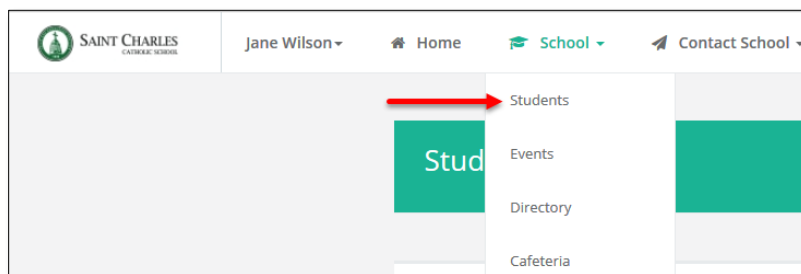 SAINT CHARLES
CATHOLIC SCHOOL
Jane Wilson
Home
School
Contact School
Students
Stud
Events
Directory
Cafeteria